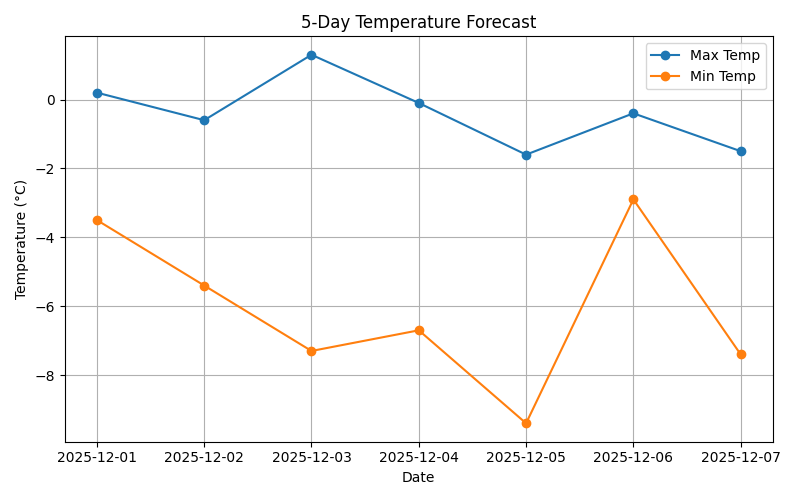 5-Day Temperature Forecast
Max Temp
Min Temp
Temperature (°C)
0
−2
−4
−6
−8
2025-12-01 2025-12-02 2025-12-03 2025-12-04 2025-12-05 2025-12-06 2025-12-07
Date